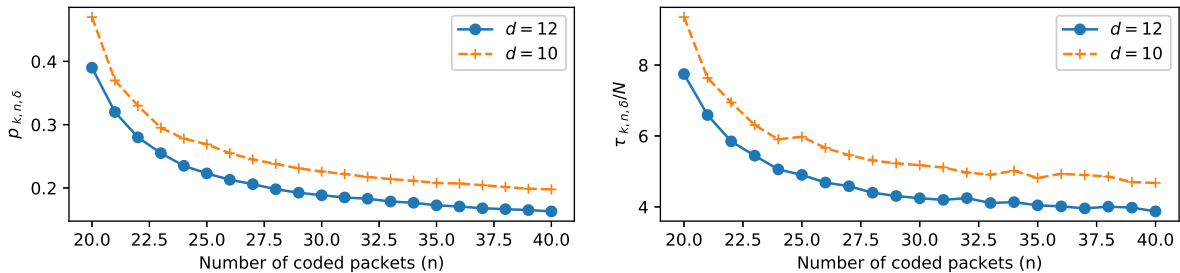 0.4
0.3
0.2
p k,n,δ
20.0 22.5 25.0 27.5 30.0 32.5 35.0 37.5 40.0
Number of coded packets (n)
d = 12
d = 10
8
6
4
τ k,n,δ/N
20.0 22.5 25.0 27.5 30.0 32.5 35.0 37.5 40.0
Number of coded packets (n)
d = 12
d = 10